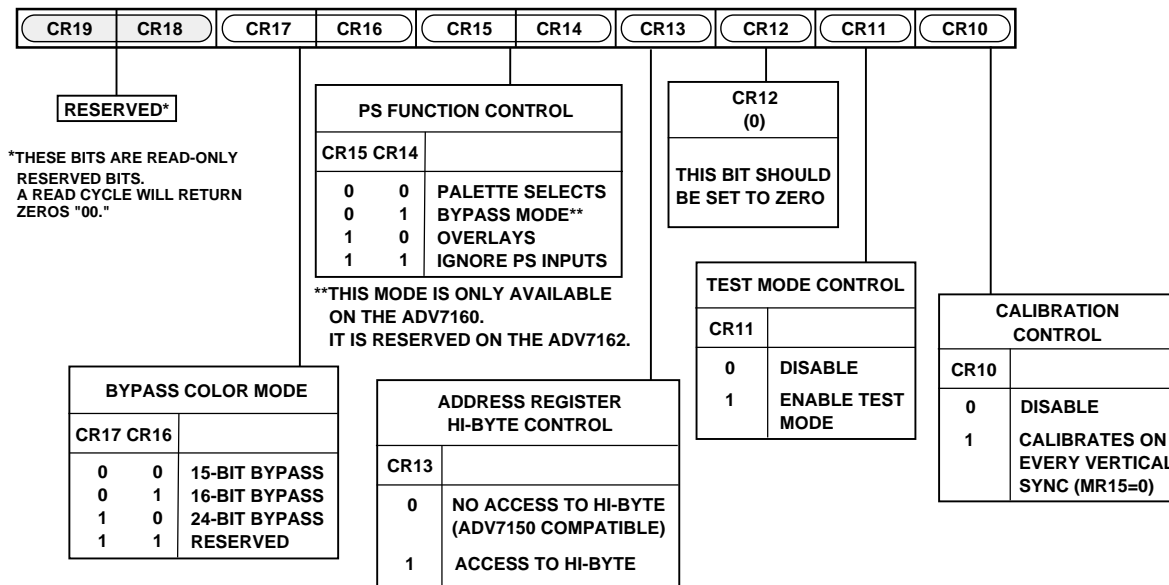 CR19 CR18 CR17 CR16 CR15 CR14 CR13 CR12 CR11 CR10
RESERVED*
*THESE BITS ARE READ-ONLY
RESERVED BITS.
A READ CYCLE WILL RETURN
ZEROS "00."
PS FUNCTION CONTROL
CR15 CR14
0 0 PALETTE SELECTS
0 1 BYPASS MODE**
1 0 OVERLAYS
1 1 IGNORE PS INPUTS
**THIS MODE IS ONLY AVAILABLE
ON THE ADV7160.
IT IS RESERVED ON THE ADV7162.
CR12
(0)
THIS BIT SHOULD
BE SET TO ZERO
TEST MODE CONTROL
CR11
0 DISABLE
1 ENABLE TEST
MODE
CALIBRATION
CONTROL
CR10
0 DISABLE
1 CALIBRATES ON
EVERY VERTICAL
SYNC (MR15=0)
BYPASS COLOR MODE
CR17 CR16
0 0 15-BIT BYPASS
0 1 16-BIT BYPASS
1 0 24-BIT BYPASS
1 1 RESERVED
ADDRESS REGISTER
HI-BYTE CONTROL
CR13
0 NO ACCESS TO HI-BYTE
(ADV7150 COMPATIBLE)
1 ACCESS TO HI-BYTE